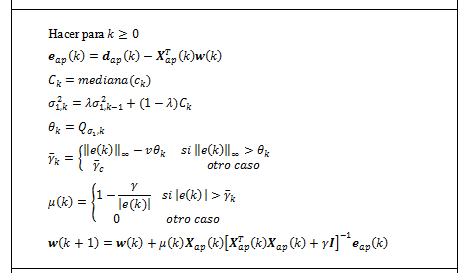 Hacer para k ≥ 0
e_ap(k) = d_ap(k) − X_ap^T(k)w(k)
C_k = mediana(c_k)
σ_{1,k}^2 = λσ_{1,k−1}^2 + (1 − λ)C_k
θ_k = Q_{σ_1,k}
γ̄_k = { ‖e(k)‖_∞ − νθ_k   si ‖e(k)‖_∞ > θ_k
γ̄_c   otro caso
μ(k) = { 1 − γ/|e(k)|   si |e(k)| > γ̄_k
0   otro caso
w(k + 1) = w(k) + μ(k)X_ap(k)[X_ap^T(k)X_ap(k) + γI]^{−1}e_ap(k)